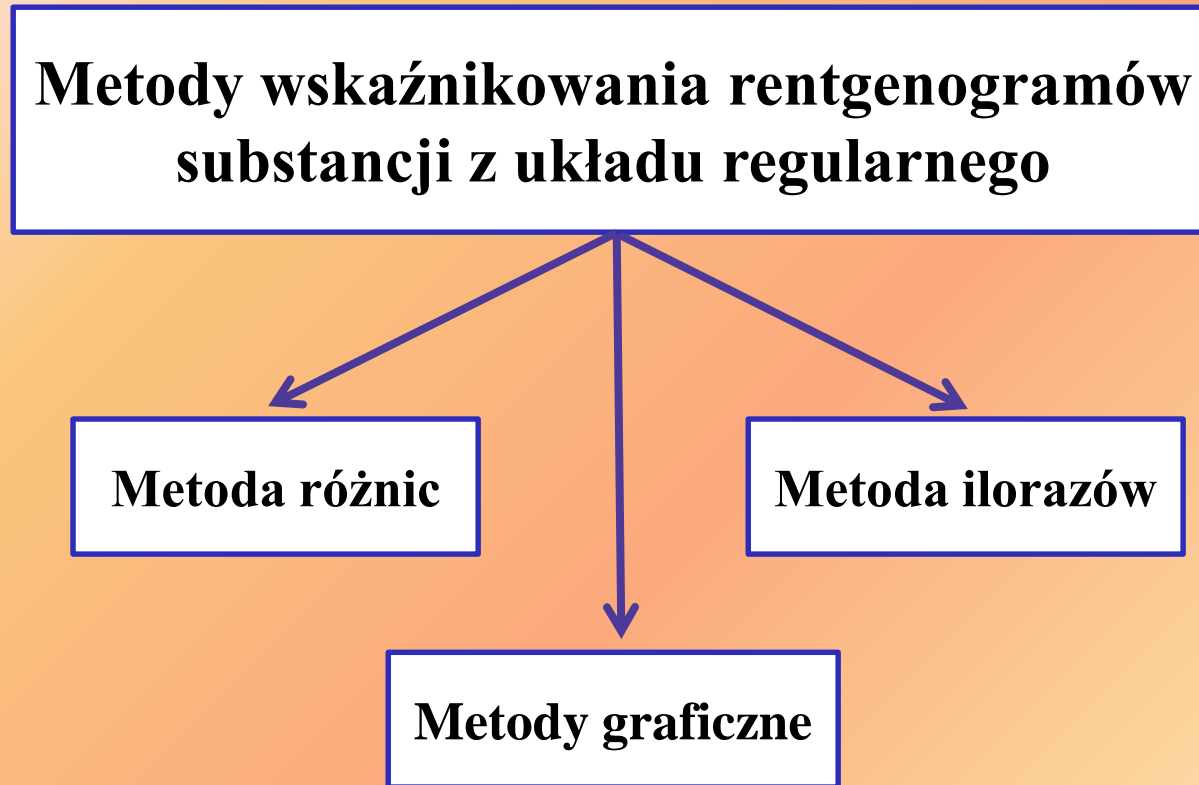 Metody wskaźnikowania rentgenogramów
substancji z układu regularnego
Metoda różnic
Metoda ilorazów
Metody graficzne